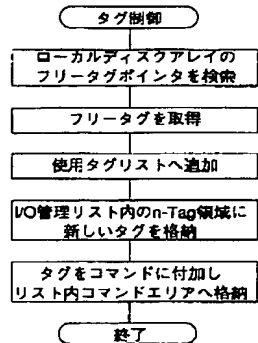 タグ制御
ローカルディスクアレイの
フリータグポインタを検索
フリータグを取得
使用タグリストへ追加
I/O管理リスト内のn-Tag領域に
新しいタグを格納
タグをコマンドに付加し
リスト内コマンドエリアへ格納
終了